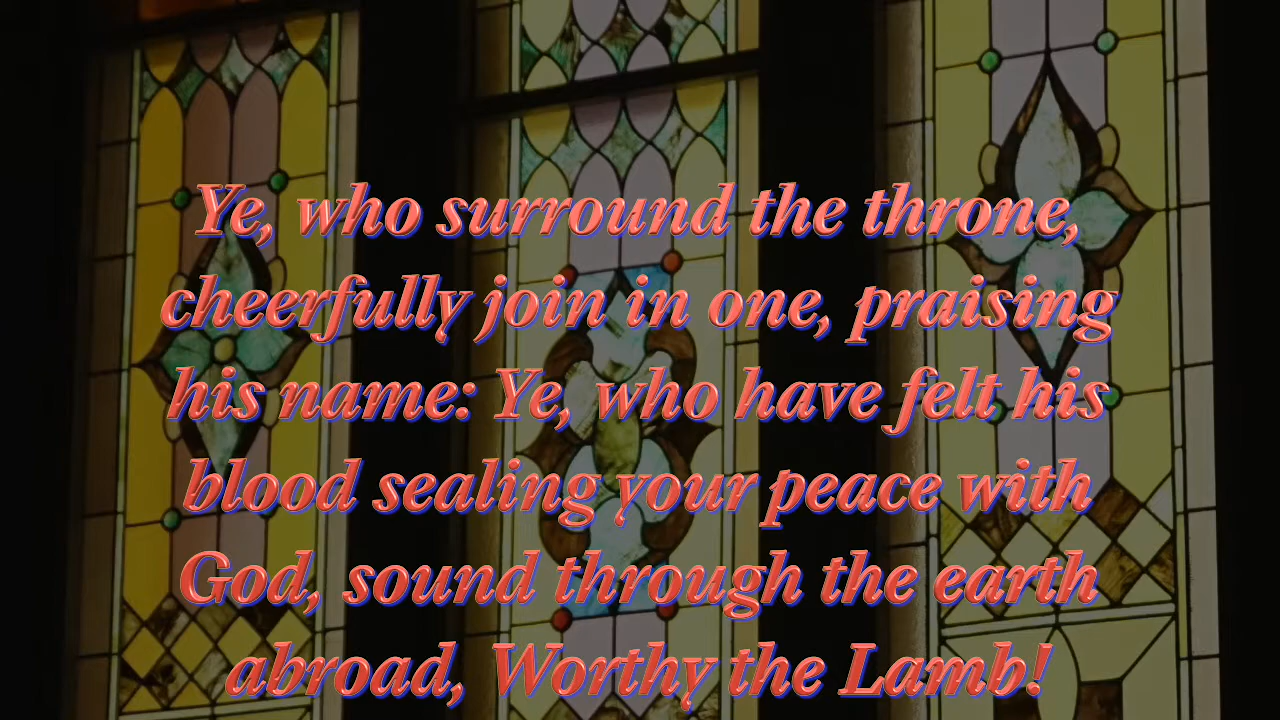 Ye, who surround the throne,
cheerfully join in one, praising
his name: Ye, who have felt his
blood sealing your peace with
God, sound through the earth
abroad, Worthy the Lamb!